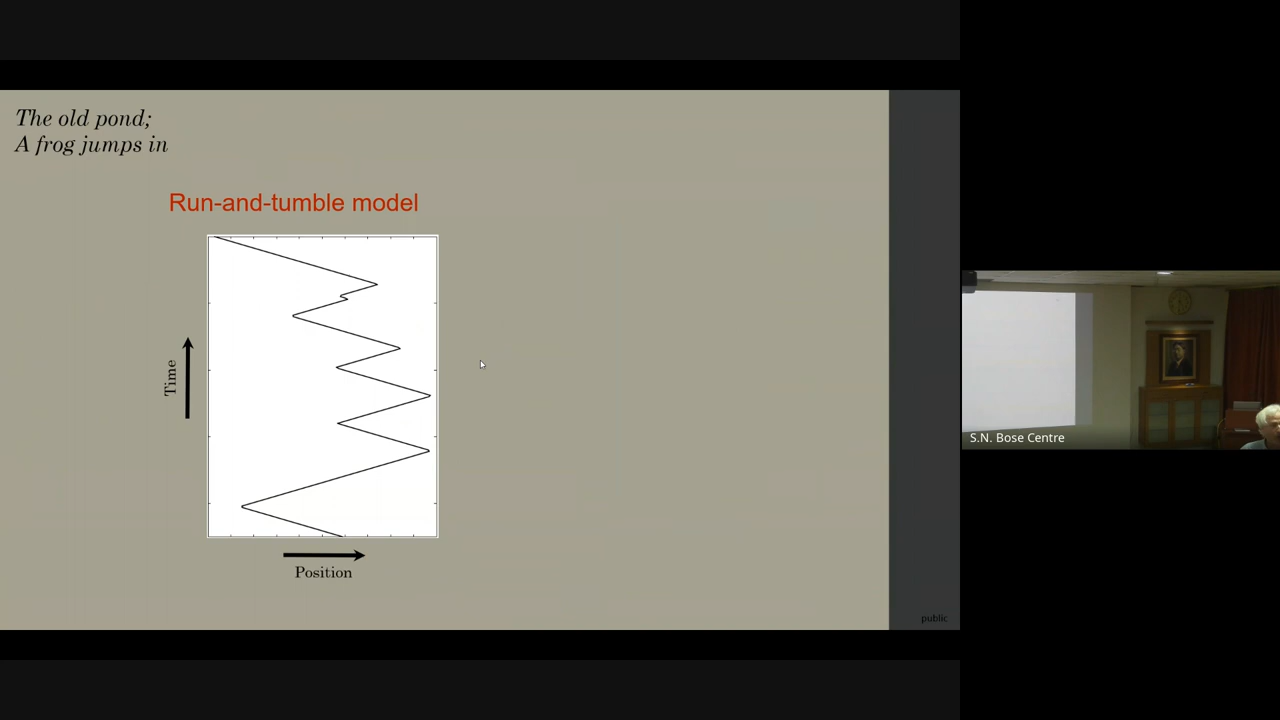 The old pond;
A frog jumps in
Run-and-tumble model
Time
Position
S.N. Bose Centre
public